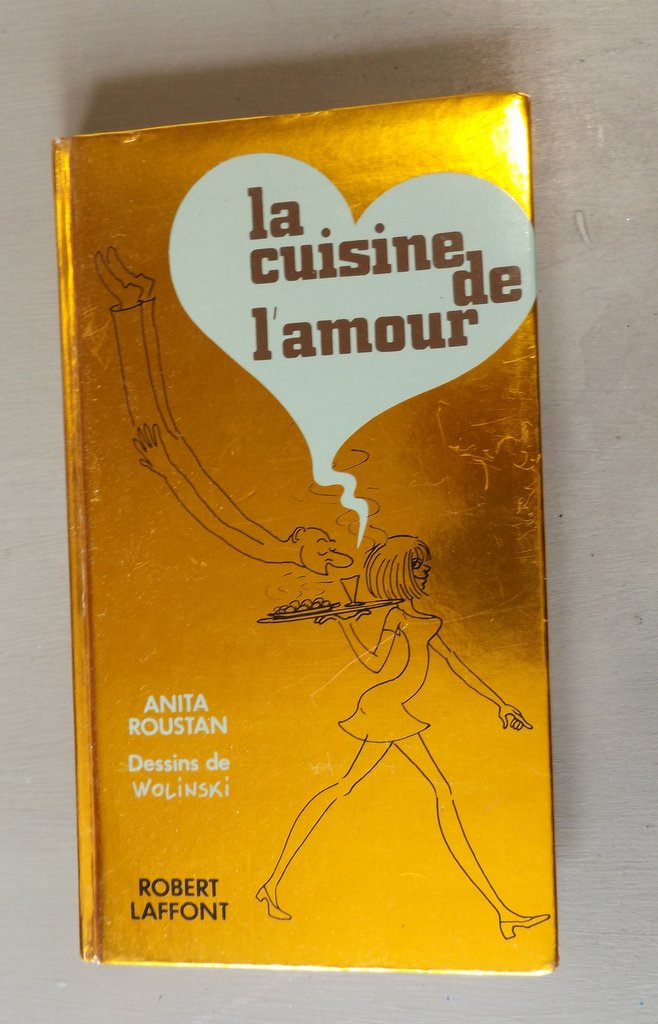 la
cuisine
de
l'amour
ANITA
ROUSTAN
Dessins de
WOLiNSKi
ROBERT
LAFFONT